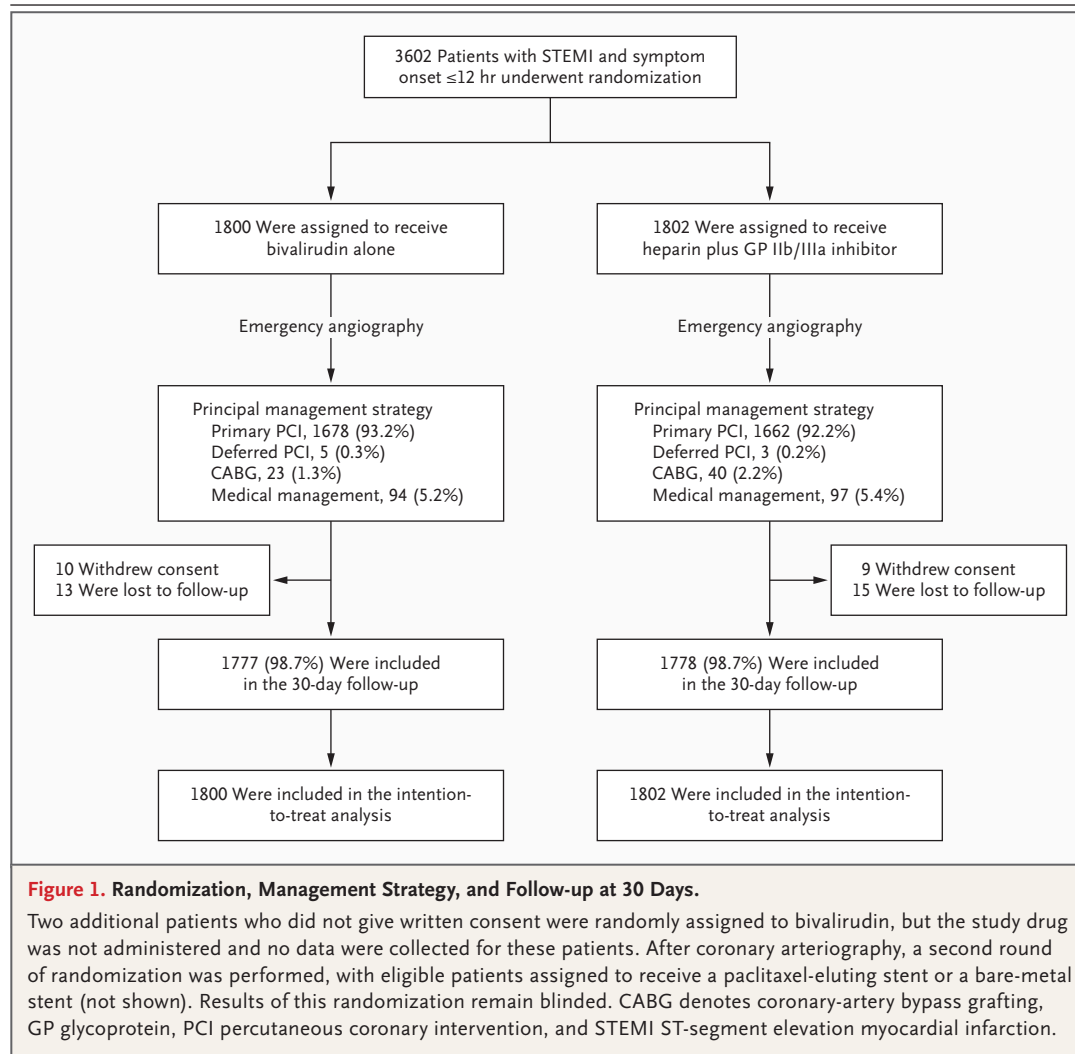 3602 Patients with STEMI and symptom
onset ≤12 hr underwent randomization
1800 Were assigned to receive
bivalirudin alone
1802 Were assigned to receive
heparin plus GP IIb/IIIa inhibitor
Emergency angiography
Emergency angiography
Principal management strategy
Primary PCI, 1678 (93.2%)
Deferred PCI, 5 (0.3%)
CABG, 23 (1.3%)
Medical management, 94 (5.2%)
Principal management strategy
Primary PCI, 1662 (92.2%)
Deferred PCI, 3 (0.2%)
CABG, 40 (2.2%)
Medical management, 97 (5.4%)
10 Withdrew consent
13 Were lost to follow-up
9 Withdrew consent
15 Were lost to follow-up
1777 (98.7%) Were included
in the 30-day follow-up
1778 (98.7%) Were included
in the 30-day follow-up
1800 Were included in the intention-
to-treat analysis
1802 Were included in the intention-
to-treat analysis
Figure 1. Randomization, Management Strategy, and Follow-up at 30 Days.
Two additional patients who did not give written consent were randomly assigned to bivalirudin, but the study drug
was not administered and no data were collected for these patients. After coronary arteriography, a second round
of randomization was performed, with eligible patients assigned to receive a paclitaxel-eluting stent or a bare-metal
stent (not shown). Results of this randomization remain blinded. CABG denotes coronary-artery bypass grafting,
GP glycoprotein, PCI percutaneous coronary intervention, and STEMI ST-segment elevation myocardial infarction.